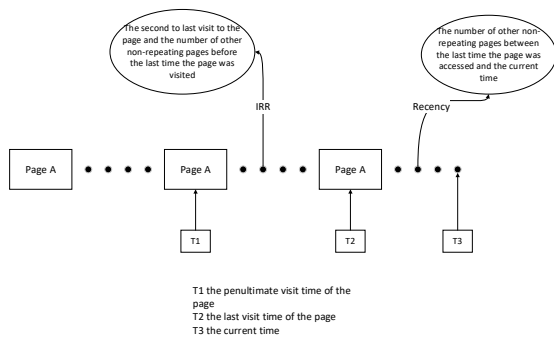 The second to last visit to the
page and the number of other
non-repeating pages before
the last time the page was
visited
The number of other non-
repeating pages between
the last time the page was
accessed and the current
time
IRR
Recency
Page A
Page A
Page A
T1
T2
T3
T1 the penultimate visit time of the
page
T2 the last visit time of the page
T3 the current time